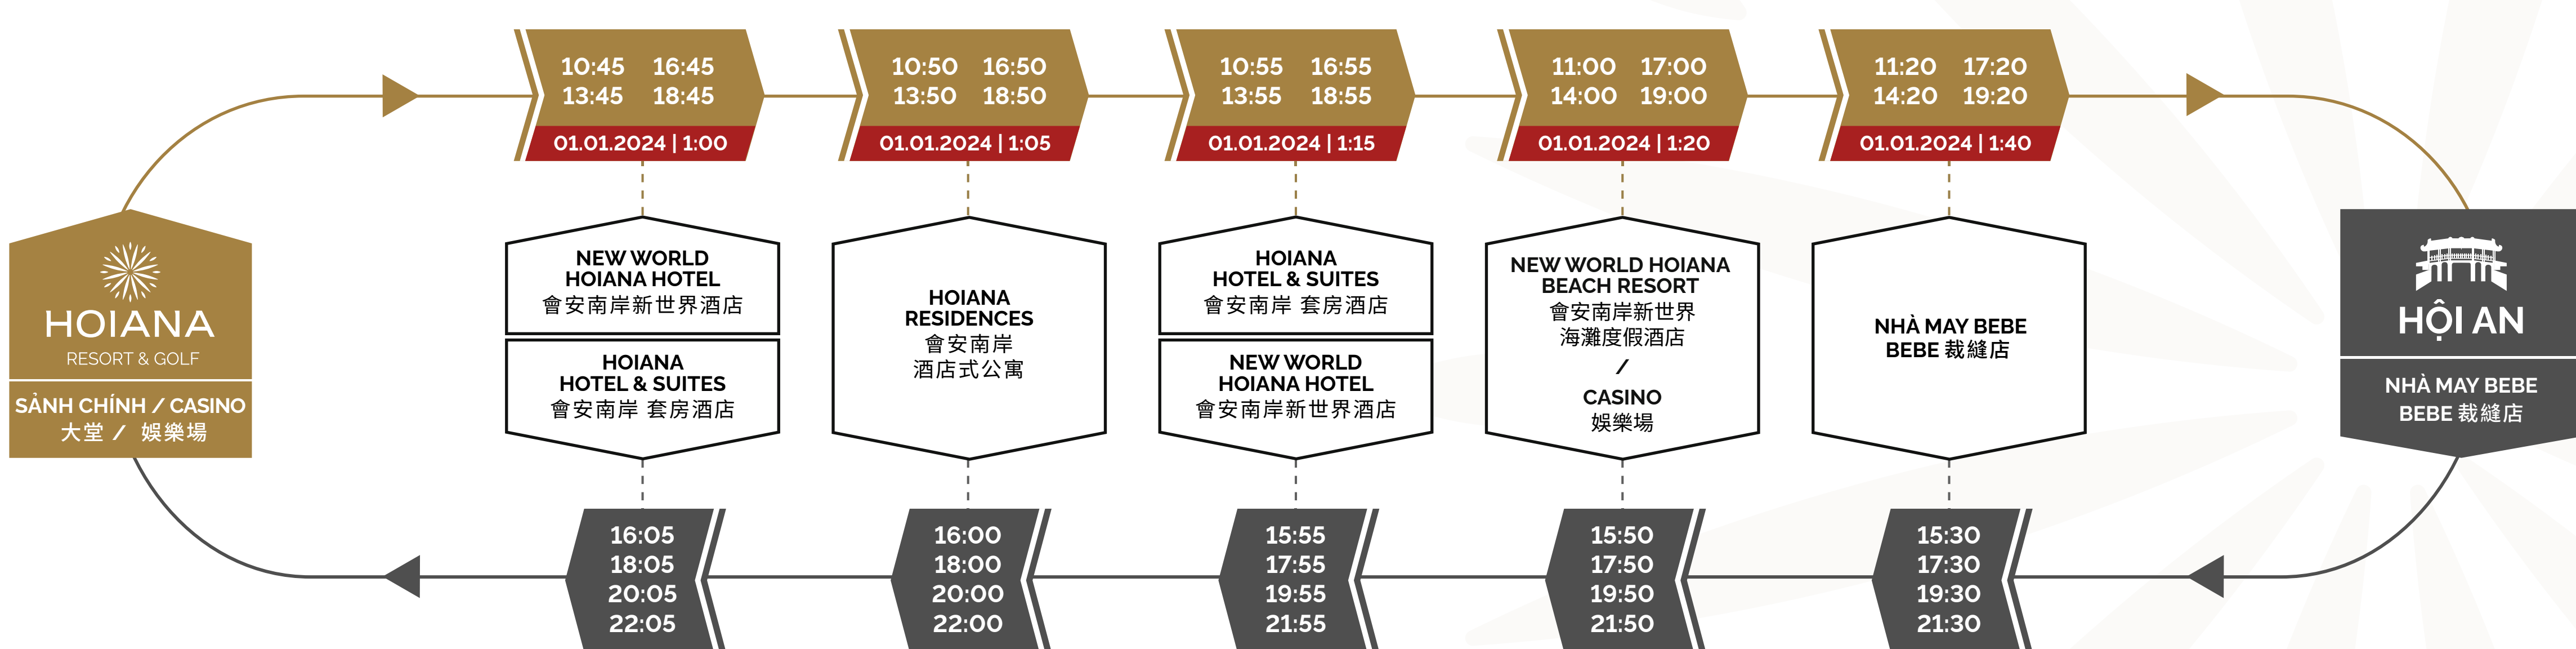 10:45 16:45
13:45 18:45
01.01.2024 | 1:00
10:50 16:50
13:50 18:50
01.01.2024 | 1:05
10:55 16:55
13:55 18:55
01.01.2024 | 1:15
11:00 17:00
14:00 19:00
01.01.2024 | 1:20
11:20 17:20
14:20 19:20
01.01.2024 | 1:40
HOIANA
RESORT & GOLF
SẢNH CHÍNH / CASINO
大堂 / 娛樂場
NEW WORLD
HOIANA HOTEL
會安南岸新世界酒店
HOIANA
HOTEL & SUITES
會安南岸 套房酒店
HOIANA
RESIDENCES
會安南岸
酒店式公寓
HOIANA
HOTEL & SUITES
會安南岸 套房酒店
NEW WORLD
HOIANA HOTEL
會安南岸新世界酒店
NEW WORLD HOIANA
BEACH RESORT
會安南岸新世界
海灘度假酒店
/
CASINO
娛樂場
NHÀ MAY BEBE
BEBE 裁縫店
HỘI AN
NHÀ MAY BEBE
BEBE 裁縫店
16:05
18:05
20:05
22:05
16:00
18:00
20:00
22:00
15:55
17:55
19:55
21:55
15:50
17:50
19:50
21:50
15:30
17:30
19:30
21:30